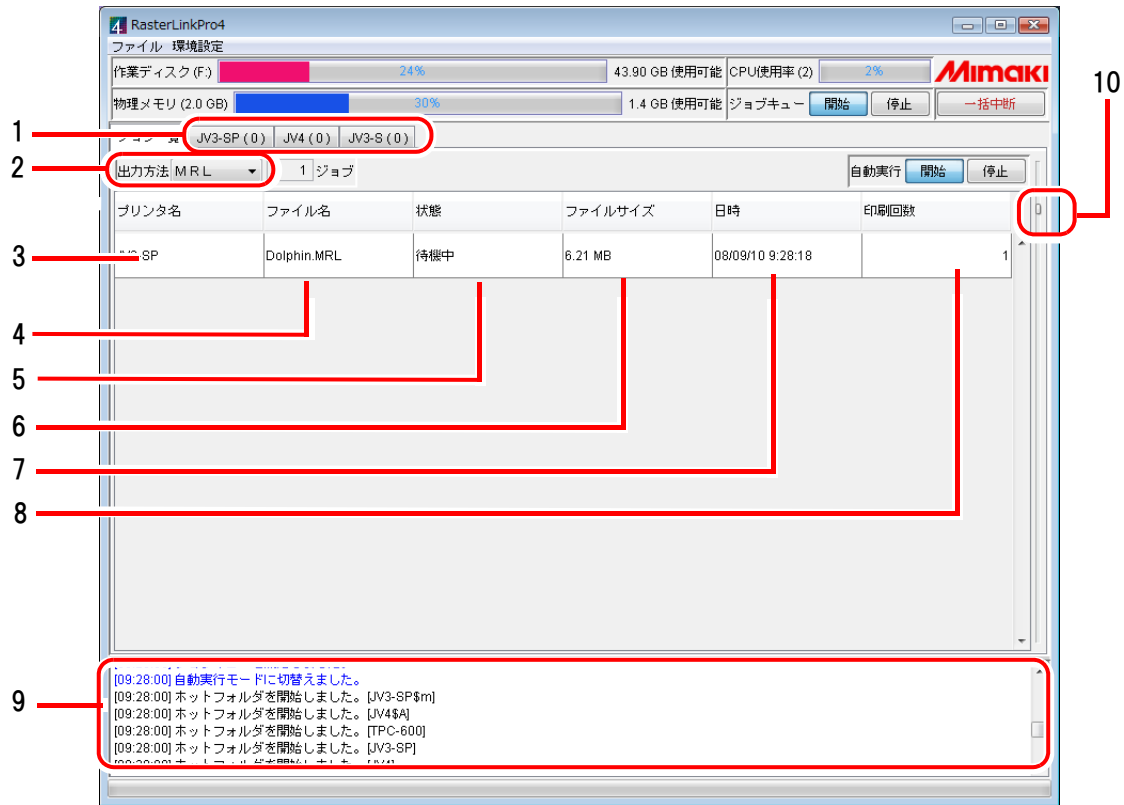 RasterLinkPro4
ファイル 環境設定
作業ディスク (F:) 24% 43.90 GB 使用可能 CPU使用率 (2) 2% Mimaki
物理メモリ (2.0 GB) 30% 1.4 GB 使用可能 ジョブキュー 開始 停止 一括中断
10
1 JV3-SP ( 0 ) JV4 ( 0 ) JV3-S ( 0 )
2 出力方法 M R L 1 ジョブ 自動実行 開始 停止
プリンタ名 ファイル名 状態 ファイルサイズ 日時 印刷回数
3 SP Dolphin.MRL 待機中 6.21 MB 08/09/10 9:28:18 1
4
5
6
7
8
9
[09:28:00] 自動実行モードに切替えました。
[09:28:00] ホットフォルダを開始しました。[JV3-SP$m]
[09:28:00] ホットフォルダを開始しました。[JV4$A]
[09:28:00] ホットフォルダを開始しました。[TPC-600]
[09:28:00] ホットフォルダを開始しました。[JV3-SP]